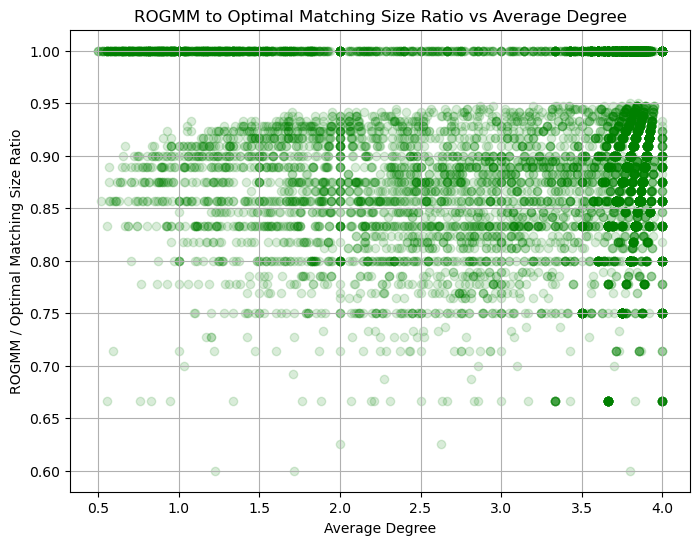 ROGMM to Optimal Matching Size Ratio vs Average Degree
ROGMM / Optimal Matching Size Ratio
1.00
0.95
0.90
0.85
0.80
0.75
0.70
0.65
0.60
0.5 1.0 1.5 2.0 2.5 3.0 3.5 4.0
Average Degree